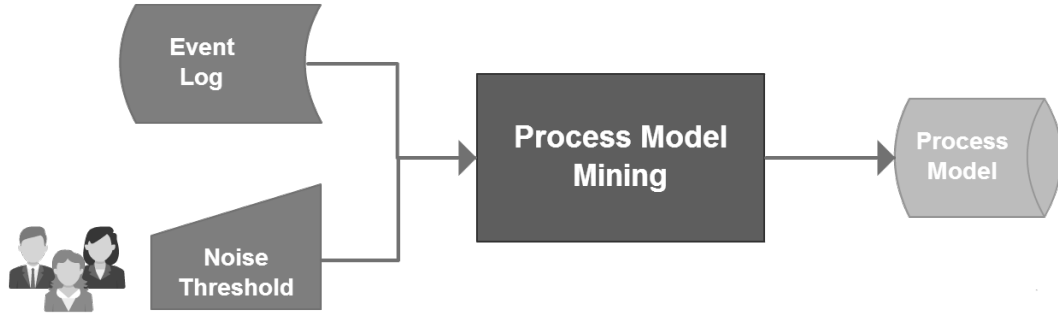 Event
Log
Process Model
Mining
Process
Model
Noise
Threshold